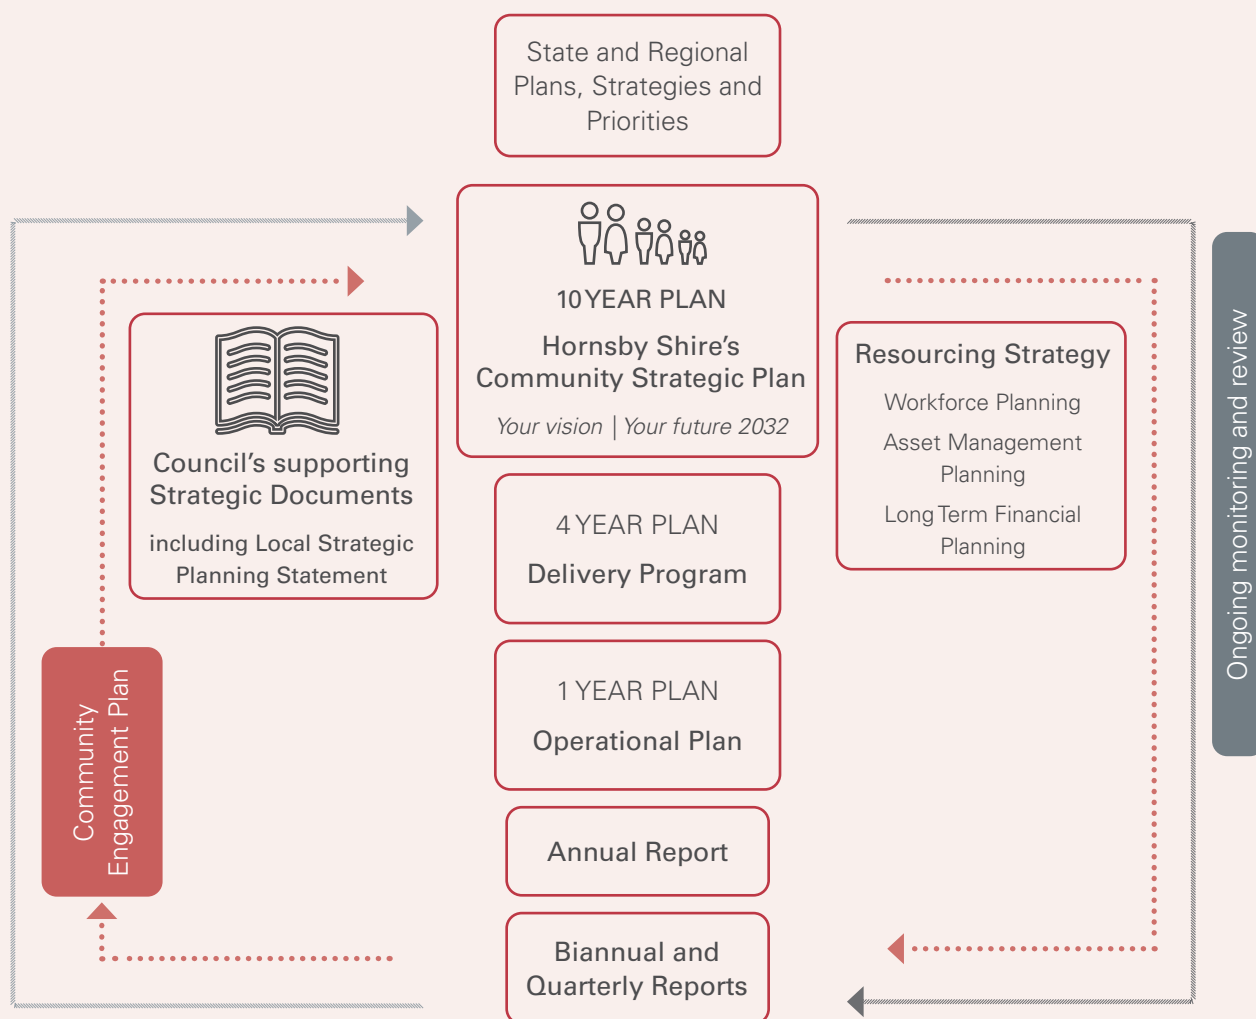 State and Regional
Plans, Strategies and
Priorities
10 YEAR PLAN
Hornsby Shire's
Community Strategic Plan
Your vision | Your future 2032
Council's supporting
Strategic Documents
including Local Strategic
Planning Statement
Resourcing Strategy
Workforce Planning
Asset Management
Planning
Long Term Financial
Planning
4 YEAR PLAN
Delivery Program
1 YEAR PLAN
Operational Plan
Annual Report
Biannual and
Quarterly Reports
Community
Engagement Plan
Ongoing monitoring and review